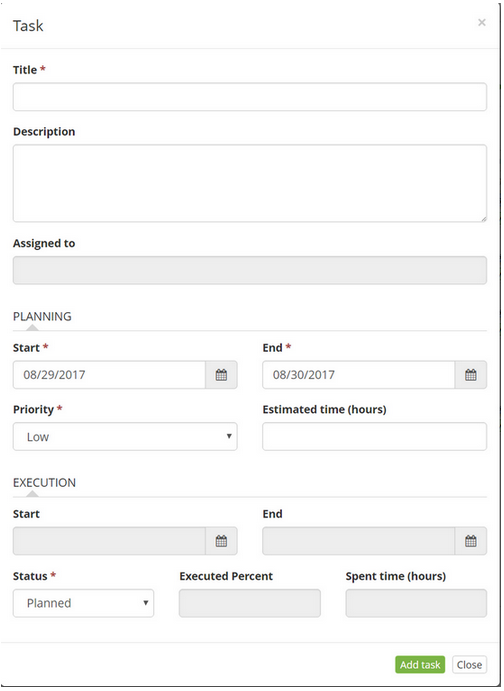 Task ×
Title *
Description
Assigned to
PLANNING
Start * End *
08/29/2017 08/30/2017
Priority * Estimated time (hours)
Low
EXECUTION
Start End
Status * Executed Percent Spent time (hours)
Planned
Add task Close